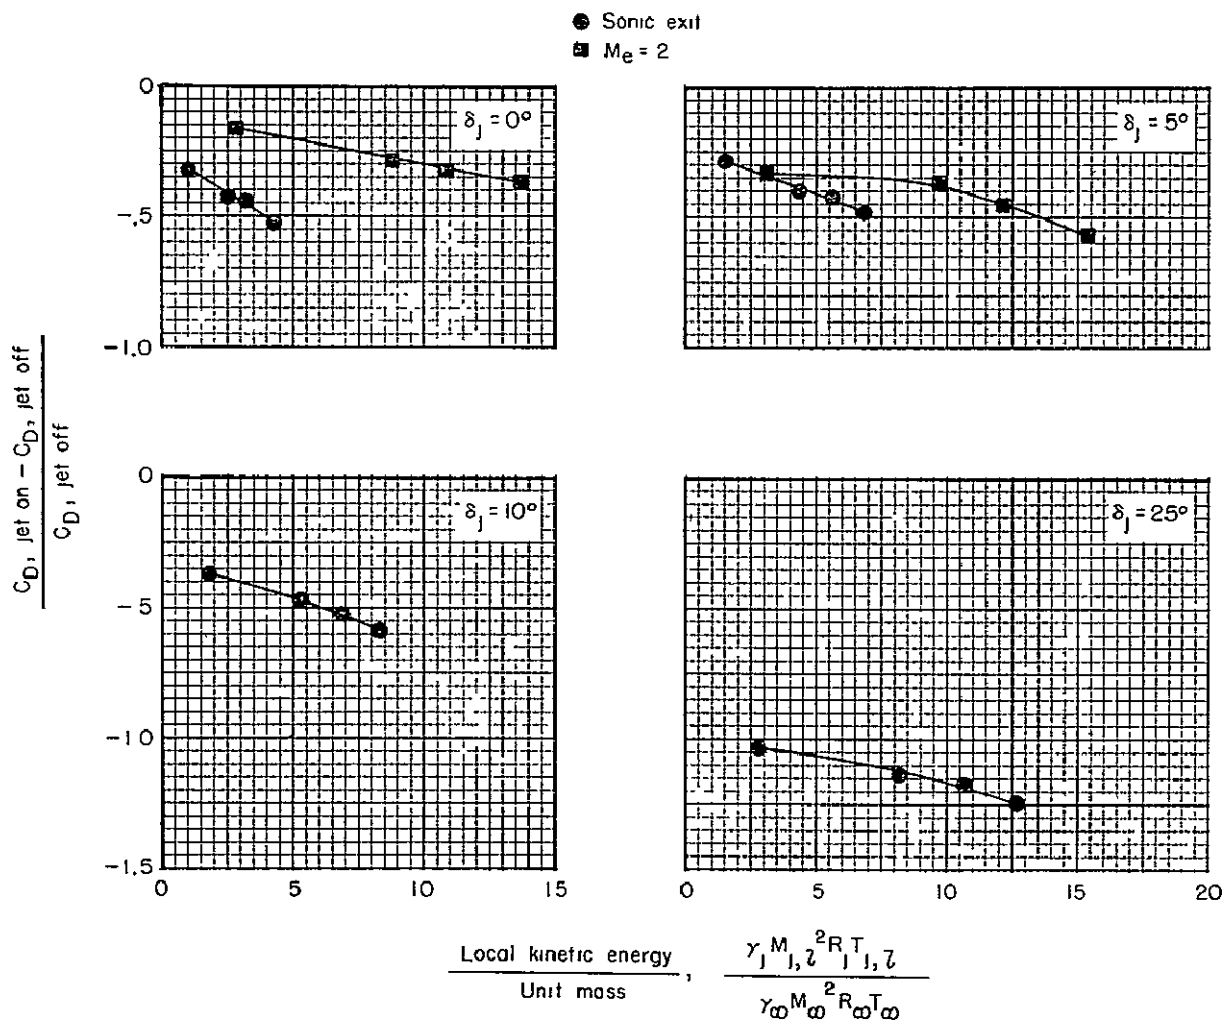 Sonic exit
Me = 2
0
-.5
-1.0
δj = 0°
δj = 5°
CD, jet on - CD, jet off
CD, jet off
0
-.5
-1.0
-1.5
δj = 10°
δj = 25°
0 5 10 15
0 5 10 15 20
Local kinetic energy
Unit mass
,
γj Mj,l² Rj Tj,l
γ∞ M∞² R∞ T∞